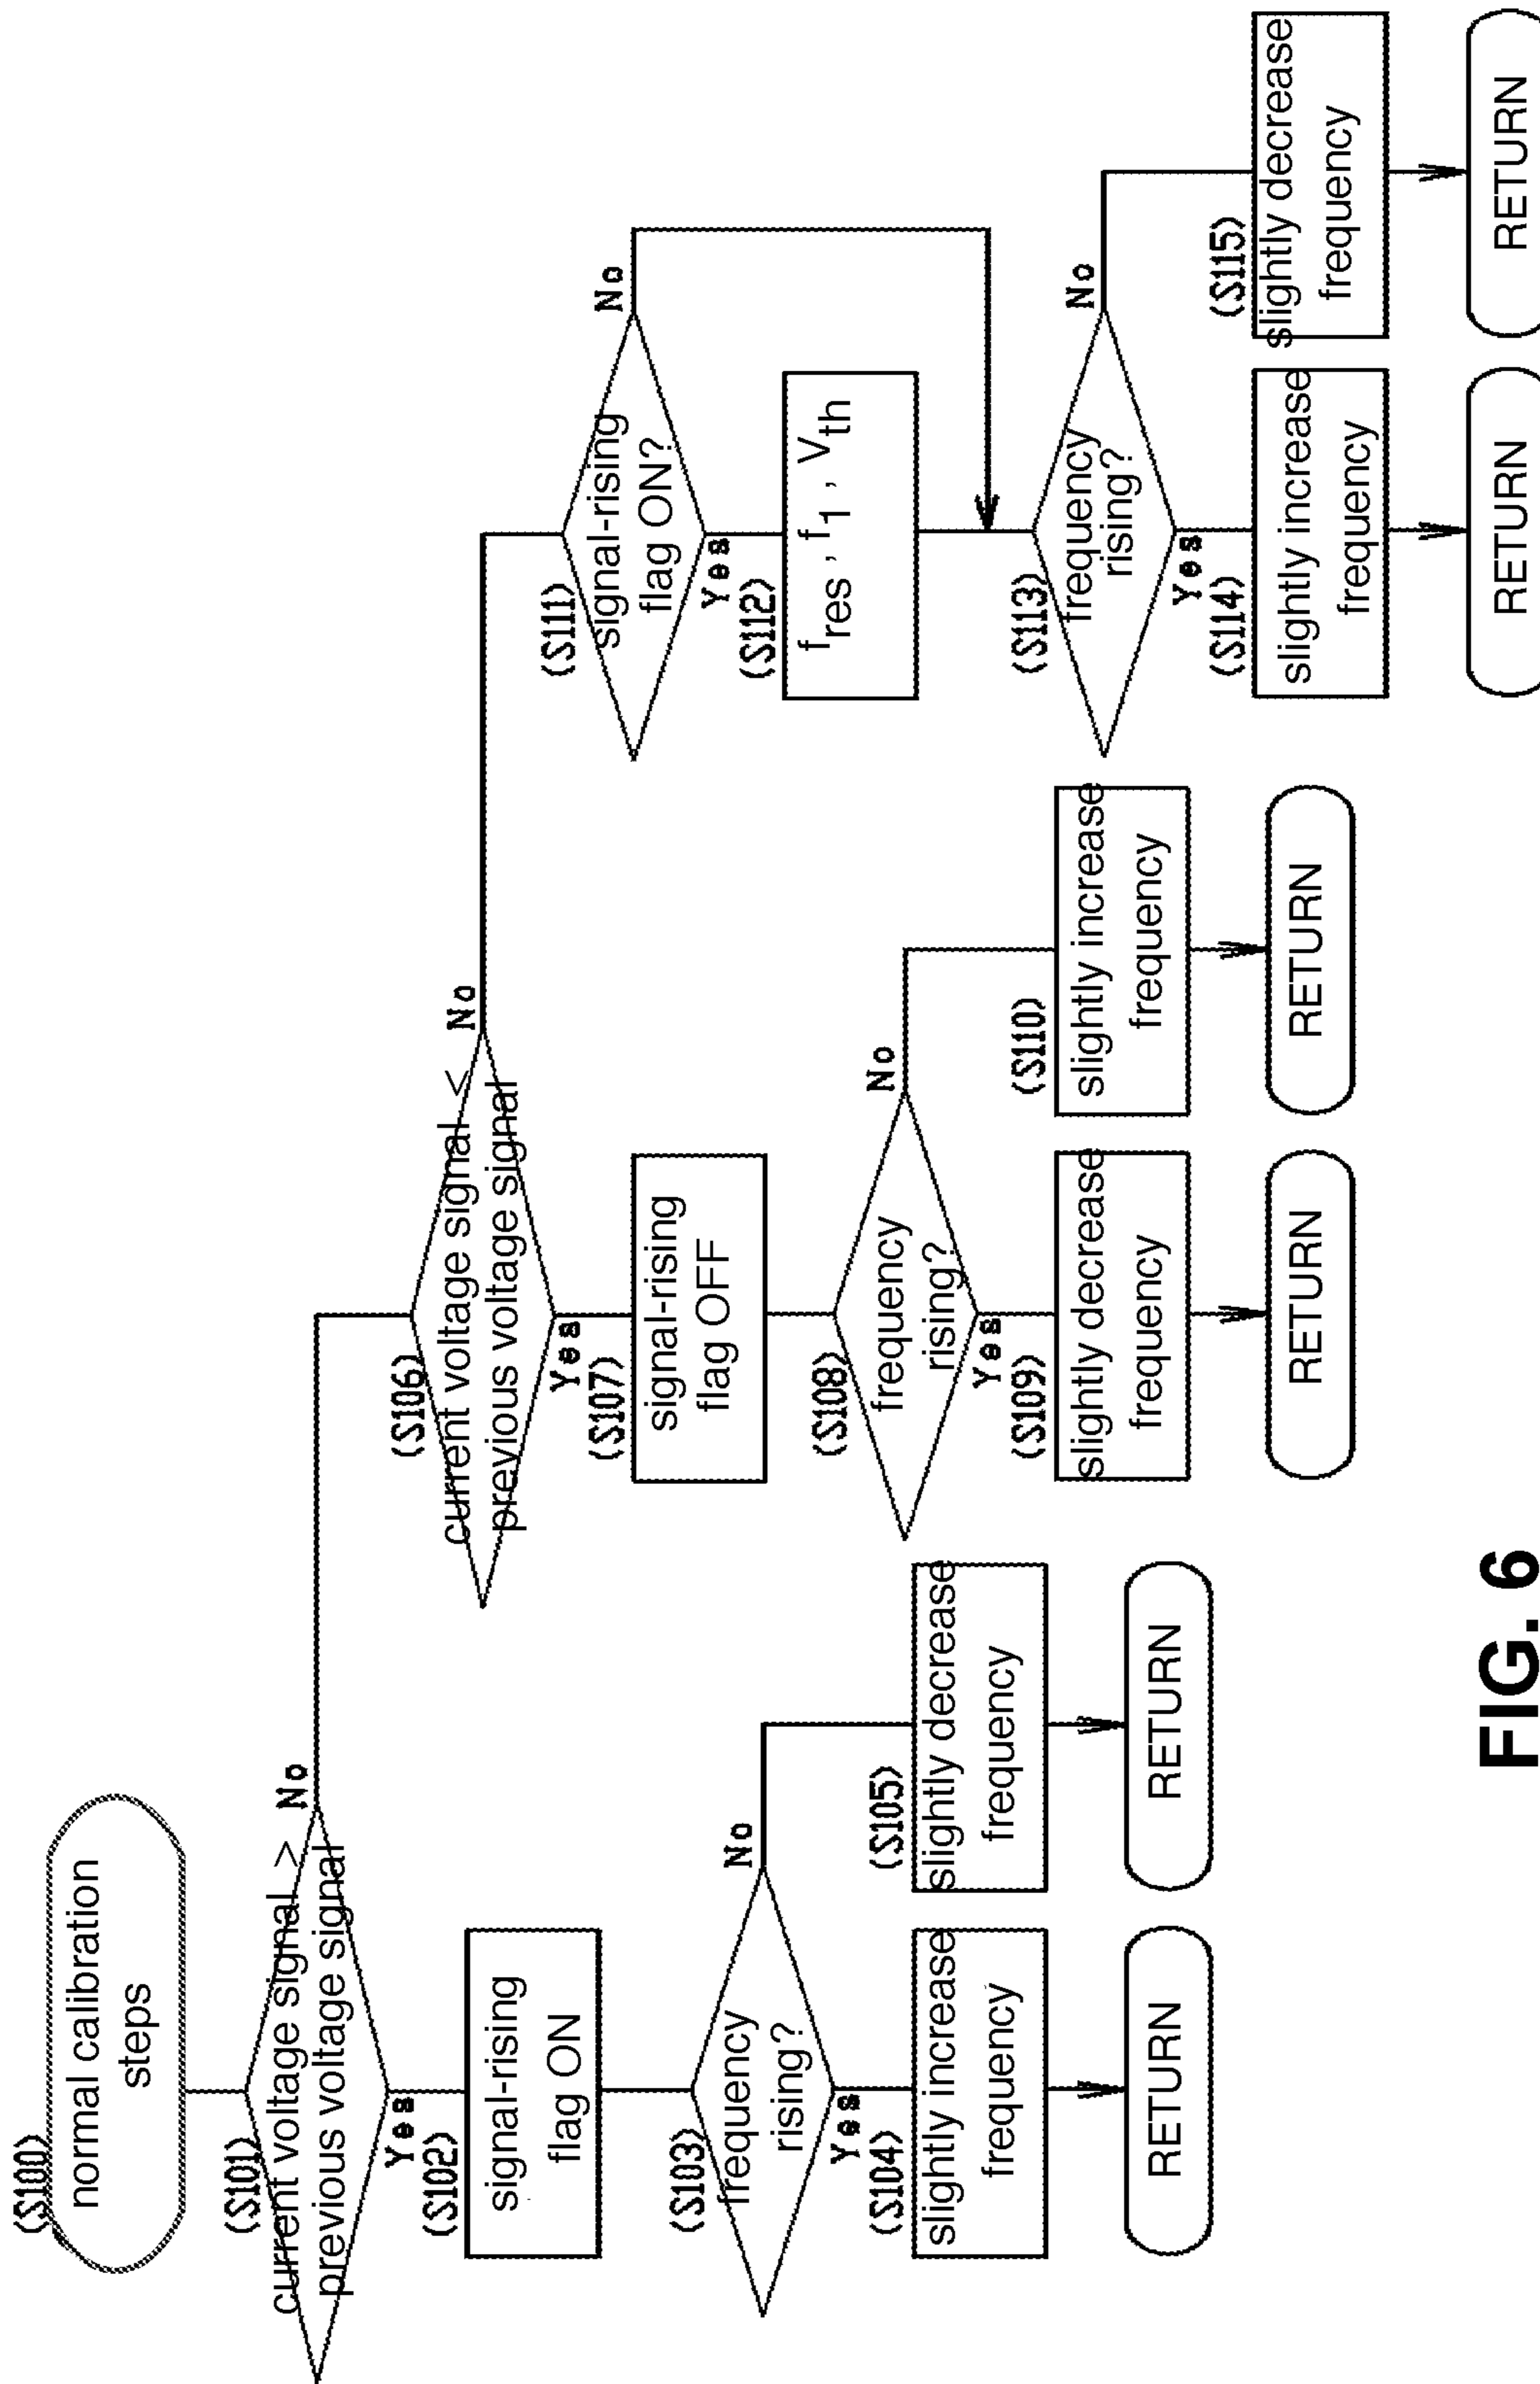 (S100)
normal calibration
steps
(S101)
current voltage signal >
previous voltage signal
No
Yes
(S102)
signal-rising
flag ON
(S103)
frequency
rising?
No
Yes
(S104)
slightly increase
frequency
RETURN
(S105)
slightly decrease
frequency
RETURN
(S106)
current voltage signal <
previous voltage signal
No
Yes
(S107)
signal-rising
flag OFF
(S108)
frequency
rising?
No
Yes
(S109)
slightly decrease
frequency
RETURN
(S110)
slightly increase
frequency
RETURN
(S111)
signal-rising
flag ON?
No
Yes
(S112)
fres , f1 , Vth
(S113)
frequency
rising?
No
Yes
(S114)
slightly increase
frequency
RETURN
(S115)
slightly decrease
frequency
RETURN
FIG. 6